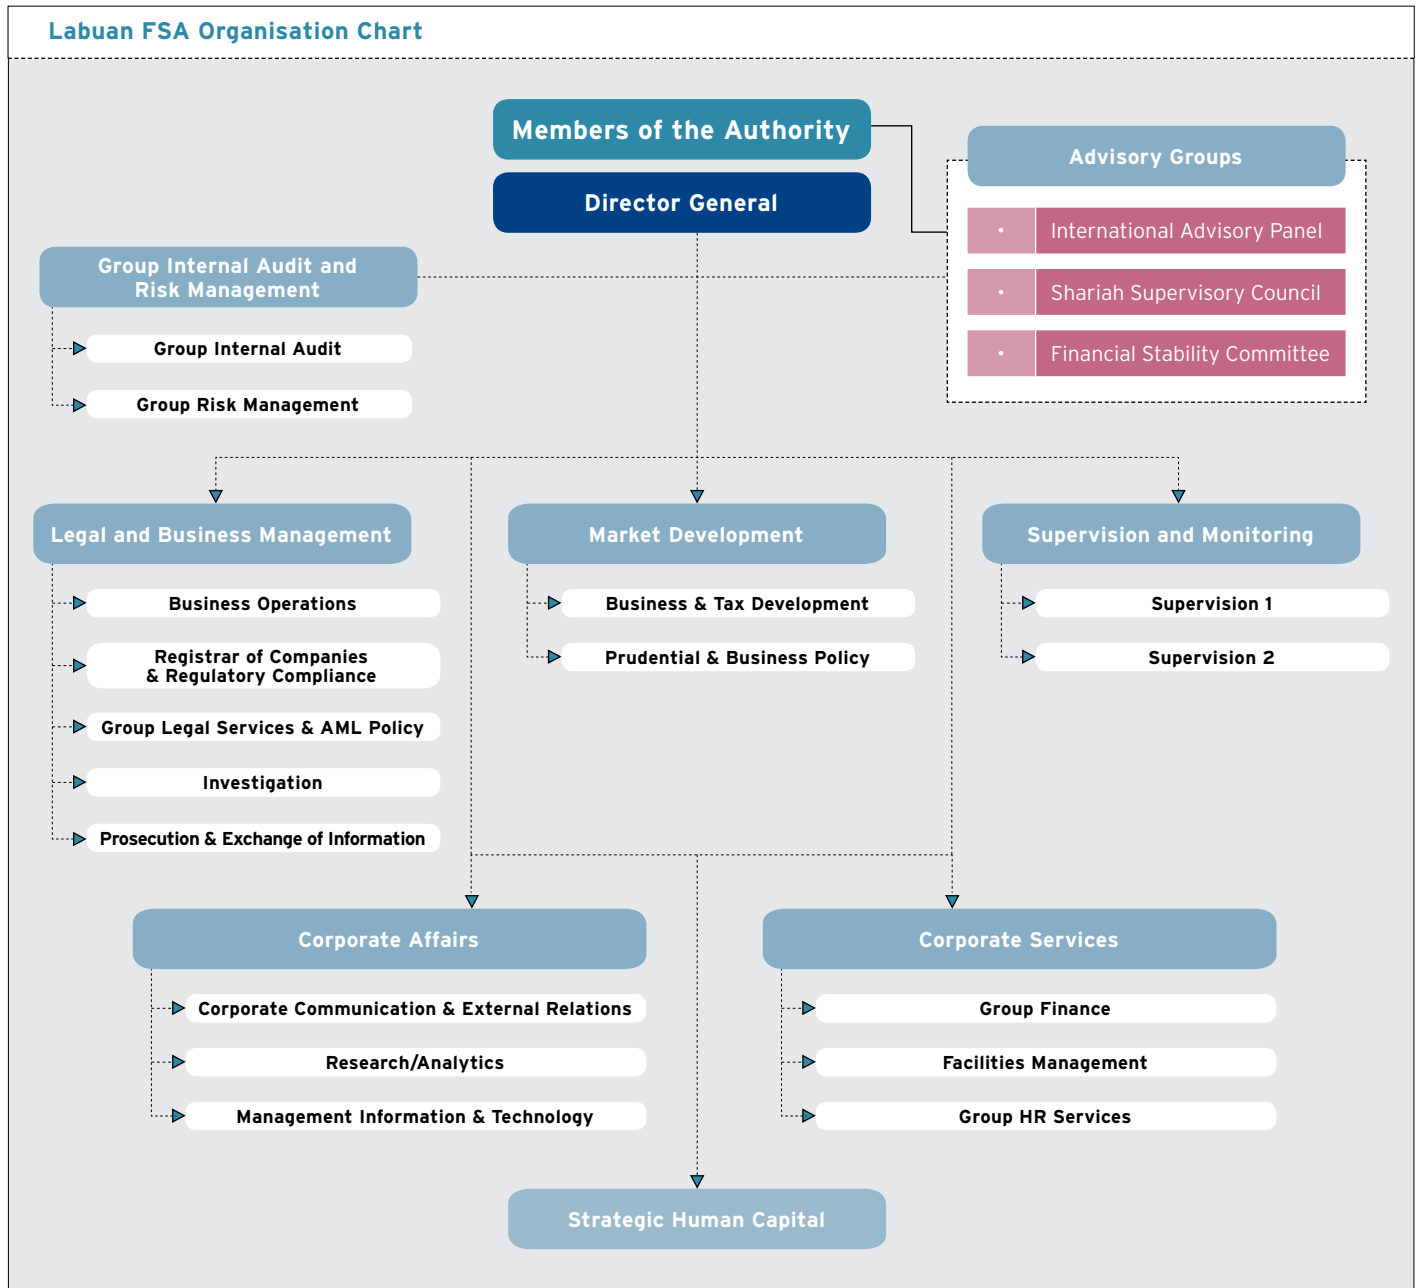 Labuan FSA Organisation Chart
Members of the Authority
Director General
Advisory Groups
• International Advisory Panel
• Shariah Supervisory Council
• Financial Stability Committee
Group Internal Audit and
Risk Management
Group Internal Audit
Group Risk Management
Legal and Business Management
Business Operations
Registrar of Companies
& Regulatory Compliance
Group Legal Services & AML Policy
Investigation
Prosecution & Exchange of Information
Market Development
Business & Tax Development
Prudential & Business Policy
Supervision and Monitoring
Supervision 1
Supervision 2
Corporate Affairs
Corporate Communication & External Relations
Research/Analytics
Management Information & Technology
Corporate Services
Group Finance
Facilities Management
Group HR Services
Strategic Human Capital